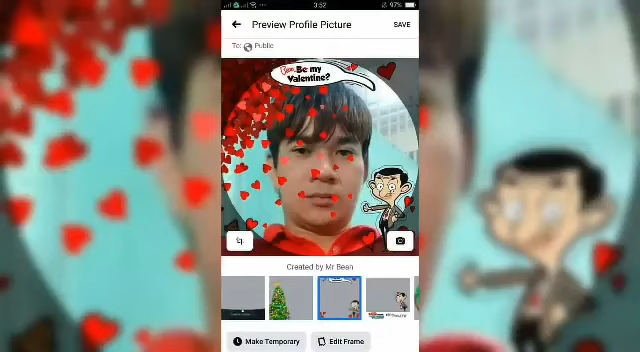 3:52
97%
Preview Profile Picture
SAVE
To: Public
Be my
Valentine?
Created by Mr Bean
Make Temporary
Edit Frame